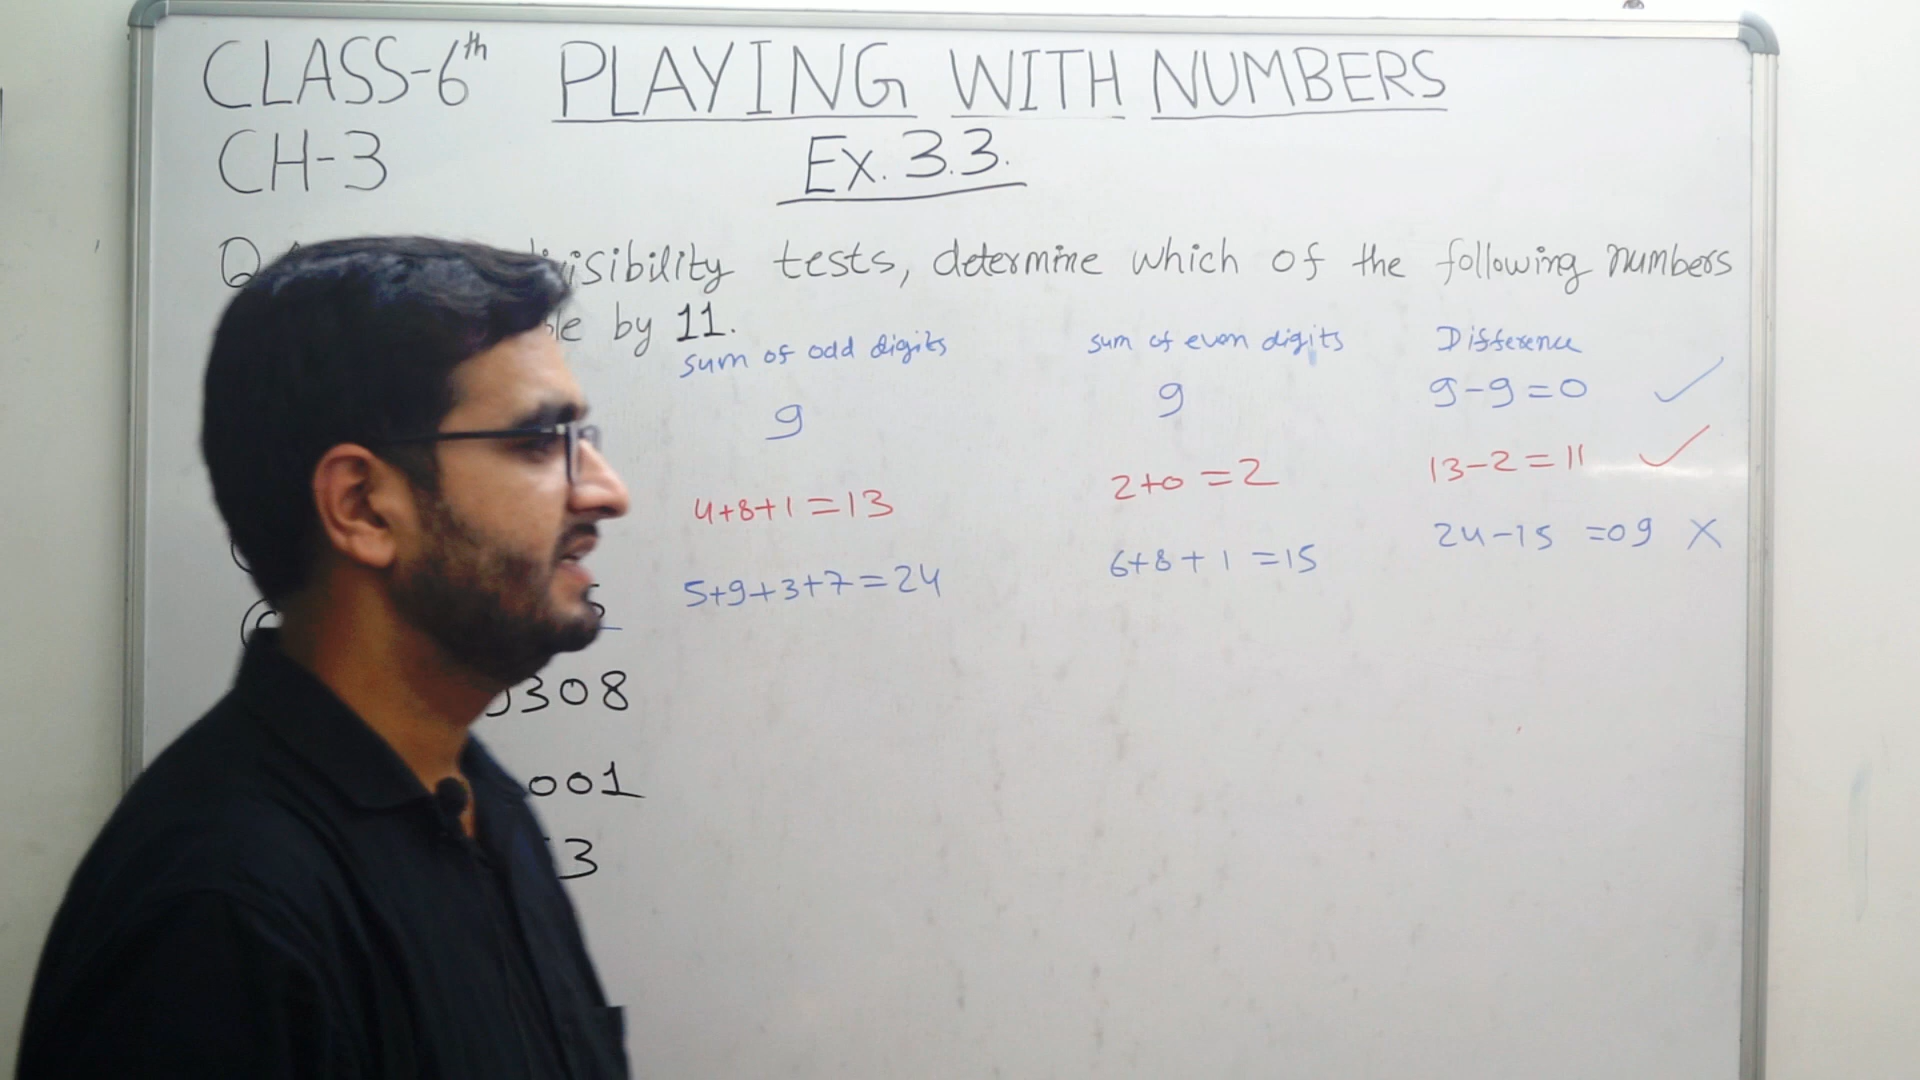 CLASS-6th PLAYING WITH NUMBERS
CH-3 Ex. 3.3.
Q divisibility tests, determine which of the following numbers
by 11.
sum of odd digits sum of even digits Difference
9 9 9-9=0 ✓
4+8+1=13 2+0=2 13-2=11 ✓
5+9+3+7=24 6+8+1=15 24-15=09 X
308
001
3